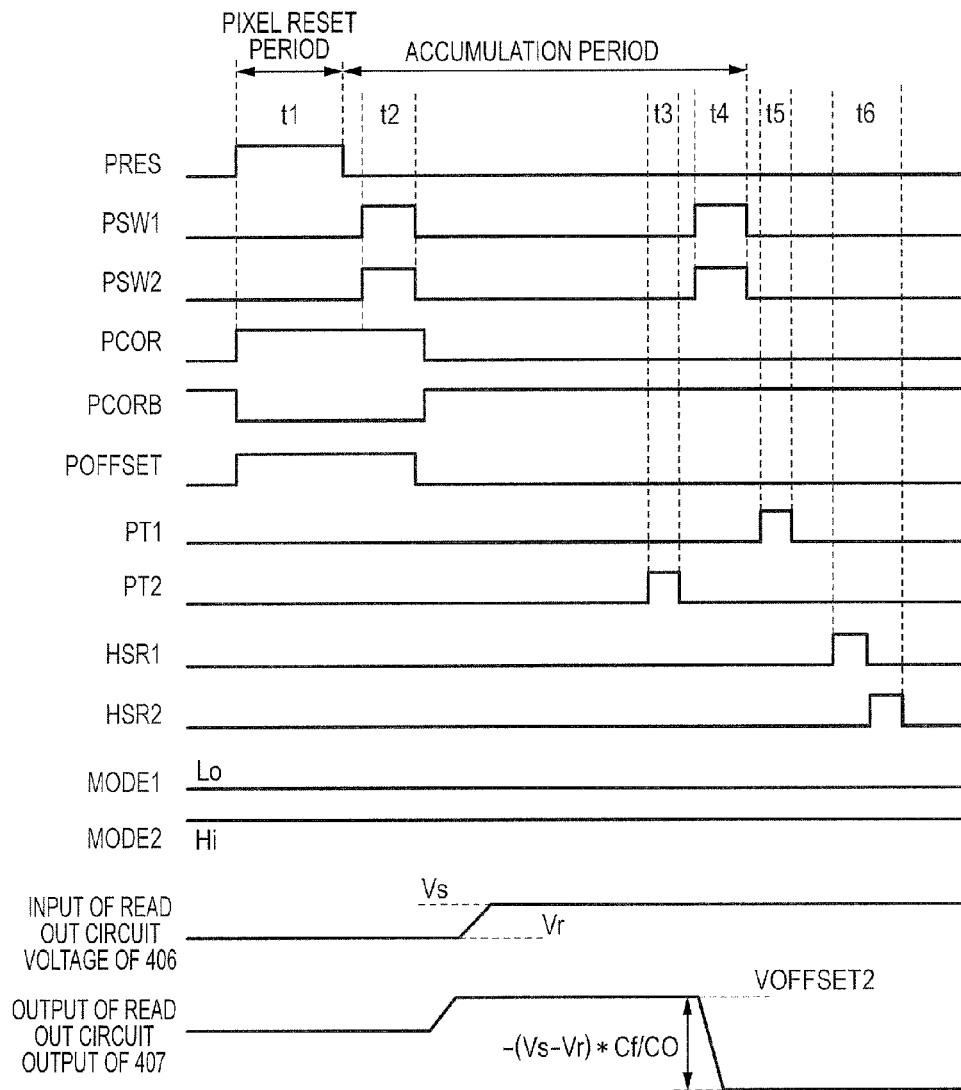 PIXEL RESET
PERIOD
ACCUMULATION PERIOD
t1
t2
t3
t4
t5
t6
PRES
PSW1
PSW2
PCOR
PCORB
POFFSET
PT1
PT2
HSR1
HSR2
MODE1
Lo
MODE2
Hi
INPUT OF READ
OUT CIRCUIT
VOLTAGE OF 406
Vs
Vr
OUTPUT OF READ
OUT CIRCUIT
OUTPUT OF 407
VOFFSET2
−(Vs−Vr) * Cf/CO